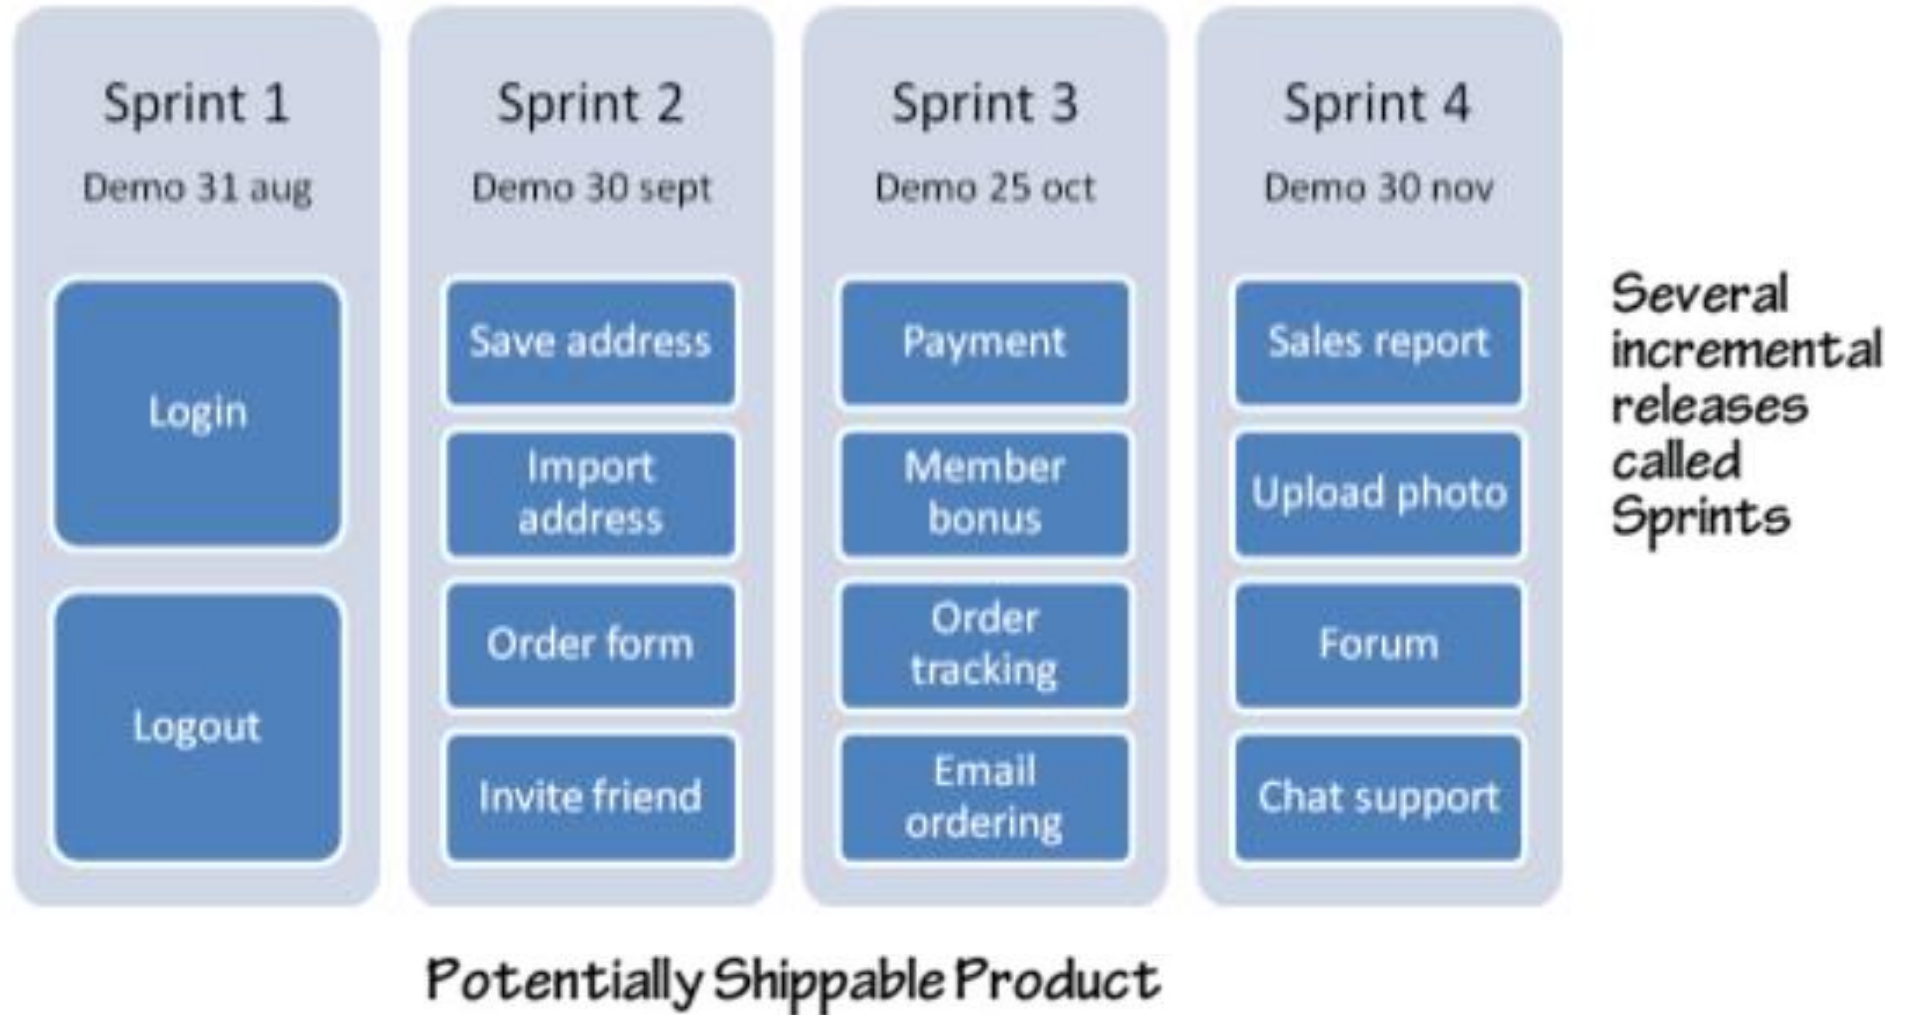 Sprint 1
Demo 31 aug
Login
Logout
Sprint 2
Demo 30 sept
Save address
Import
address
Order form
Invite friend
Sprint 3
Demo 25 oct
Payment
Member
bonus
Order
tracking
Email
ordering
Sprint 4
Demo 30 nov
Sales report
Upload photo
Forum
Chat support
Several
incremental
releases
called
Sprints
Potentially Shippable Product